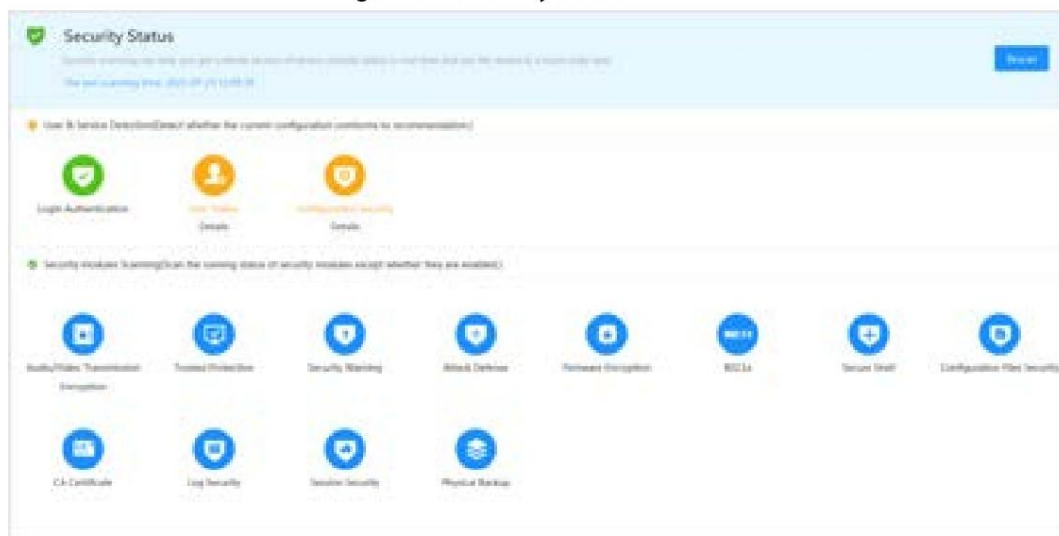 Security Status
Rescan
User & Service Detection(Detect whether the current configuration conforms to recommendation.)
Login Authentication
User Status
Configuration Security
Details
Details
Security Modules Scanning(Scan the running status of security modules except whether they are enabled.)
Audio/Video Transmission
Encryption
Trusted Protection
Security Warning
Attack Defense
Firmware Encryption
802.1x
Secure Shell
Configuration Files Security
CA Certificate
Log Security
Session Security
Physical Backup